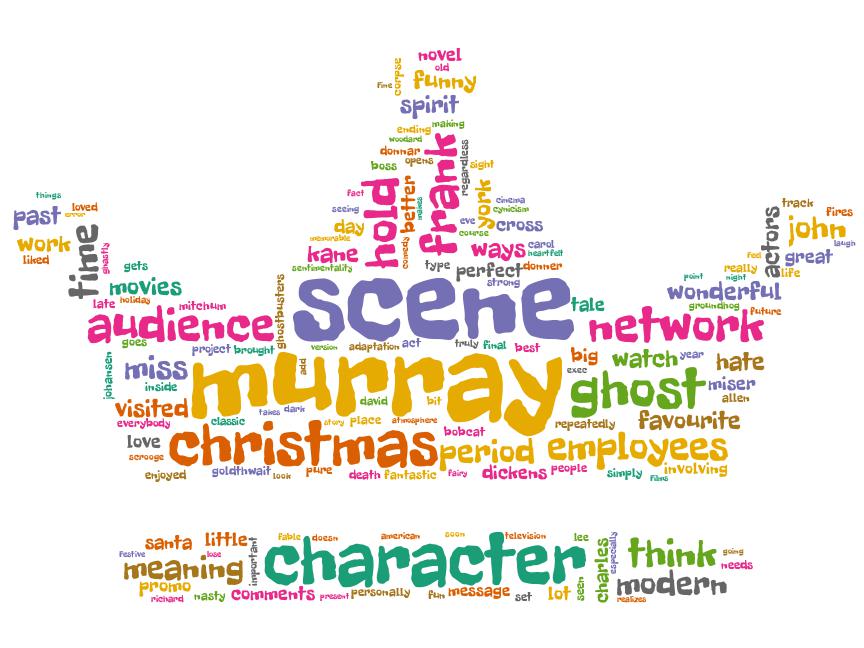 novel
old
corpse
fine
funny
spirit
making
ending
woodard
donnar
opens
boss
frank
regardless
sight
fact
hold
better
makes
york
cinema
cynicism
seeing
day
memorable
eve
cross
course
comedy
kane
ways
carol
heartfelt
sentimentality
type
perfect
donner
strong
things
past
loved
error
work
liked
time
ghastly
gets
movies
late
holiday
mitchum
track
fires
actors
john
laugh
great
fed
really
life
point
night
wonderful
groundhog
future
ghostbusters
scene
tale
audience
network
goes
project
brought
version
adaptation
act
truly
final
best
johansen
miss
inside
add
murray
big
exec
watch
year
hate
ghost
miser
allen
visited
everybody
classic
takes
dark
david
bit
story
place
atmosphere
repeatedly
favourite
love
scrooge
christmas
bobcat
period
employees
enjoyed
goldthwait
look
pure
death
fantastic
fairy
dickens
people
simply
films
involving
santa
little
festive
lose
important
fable
doesn
american
soon
television
lee
character
charles
especially
think
going
needs
meaning
promo
richard
nasty
comments
present
personally
fun
message
set
lot
seen
modern
realizes